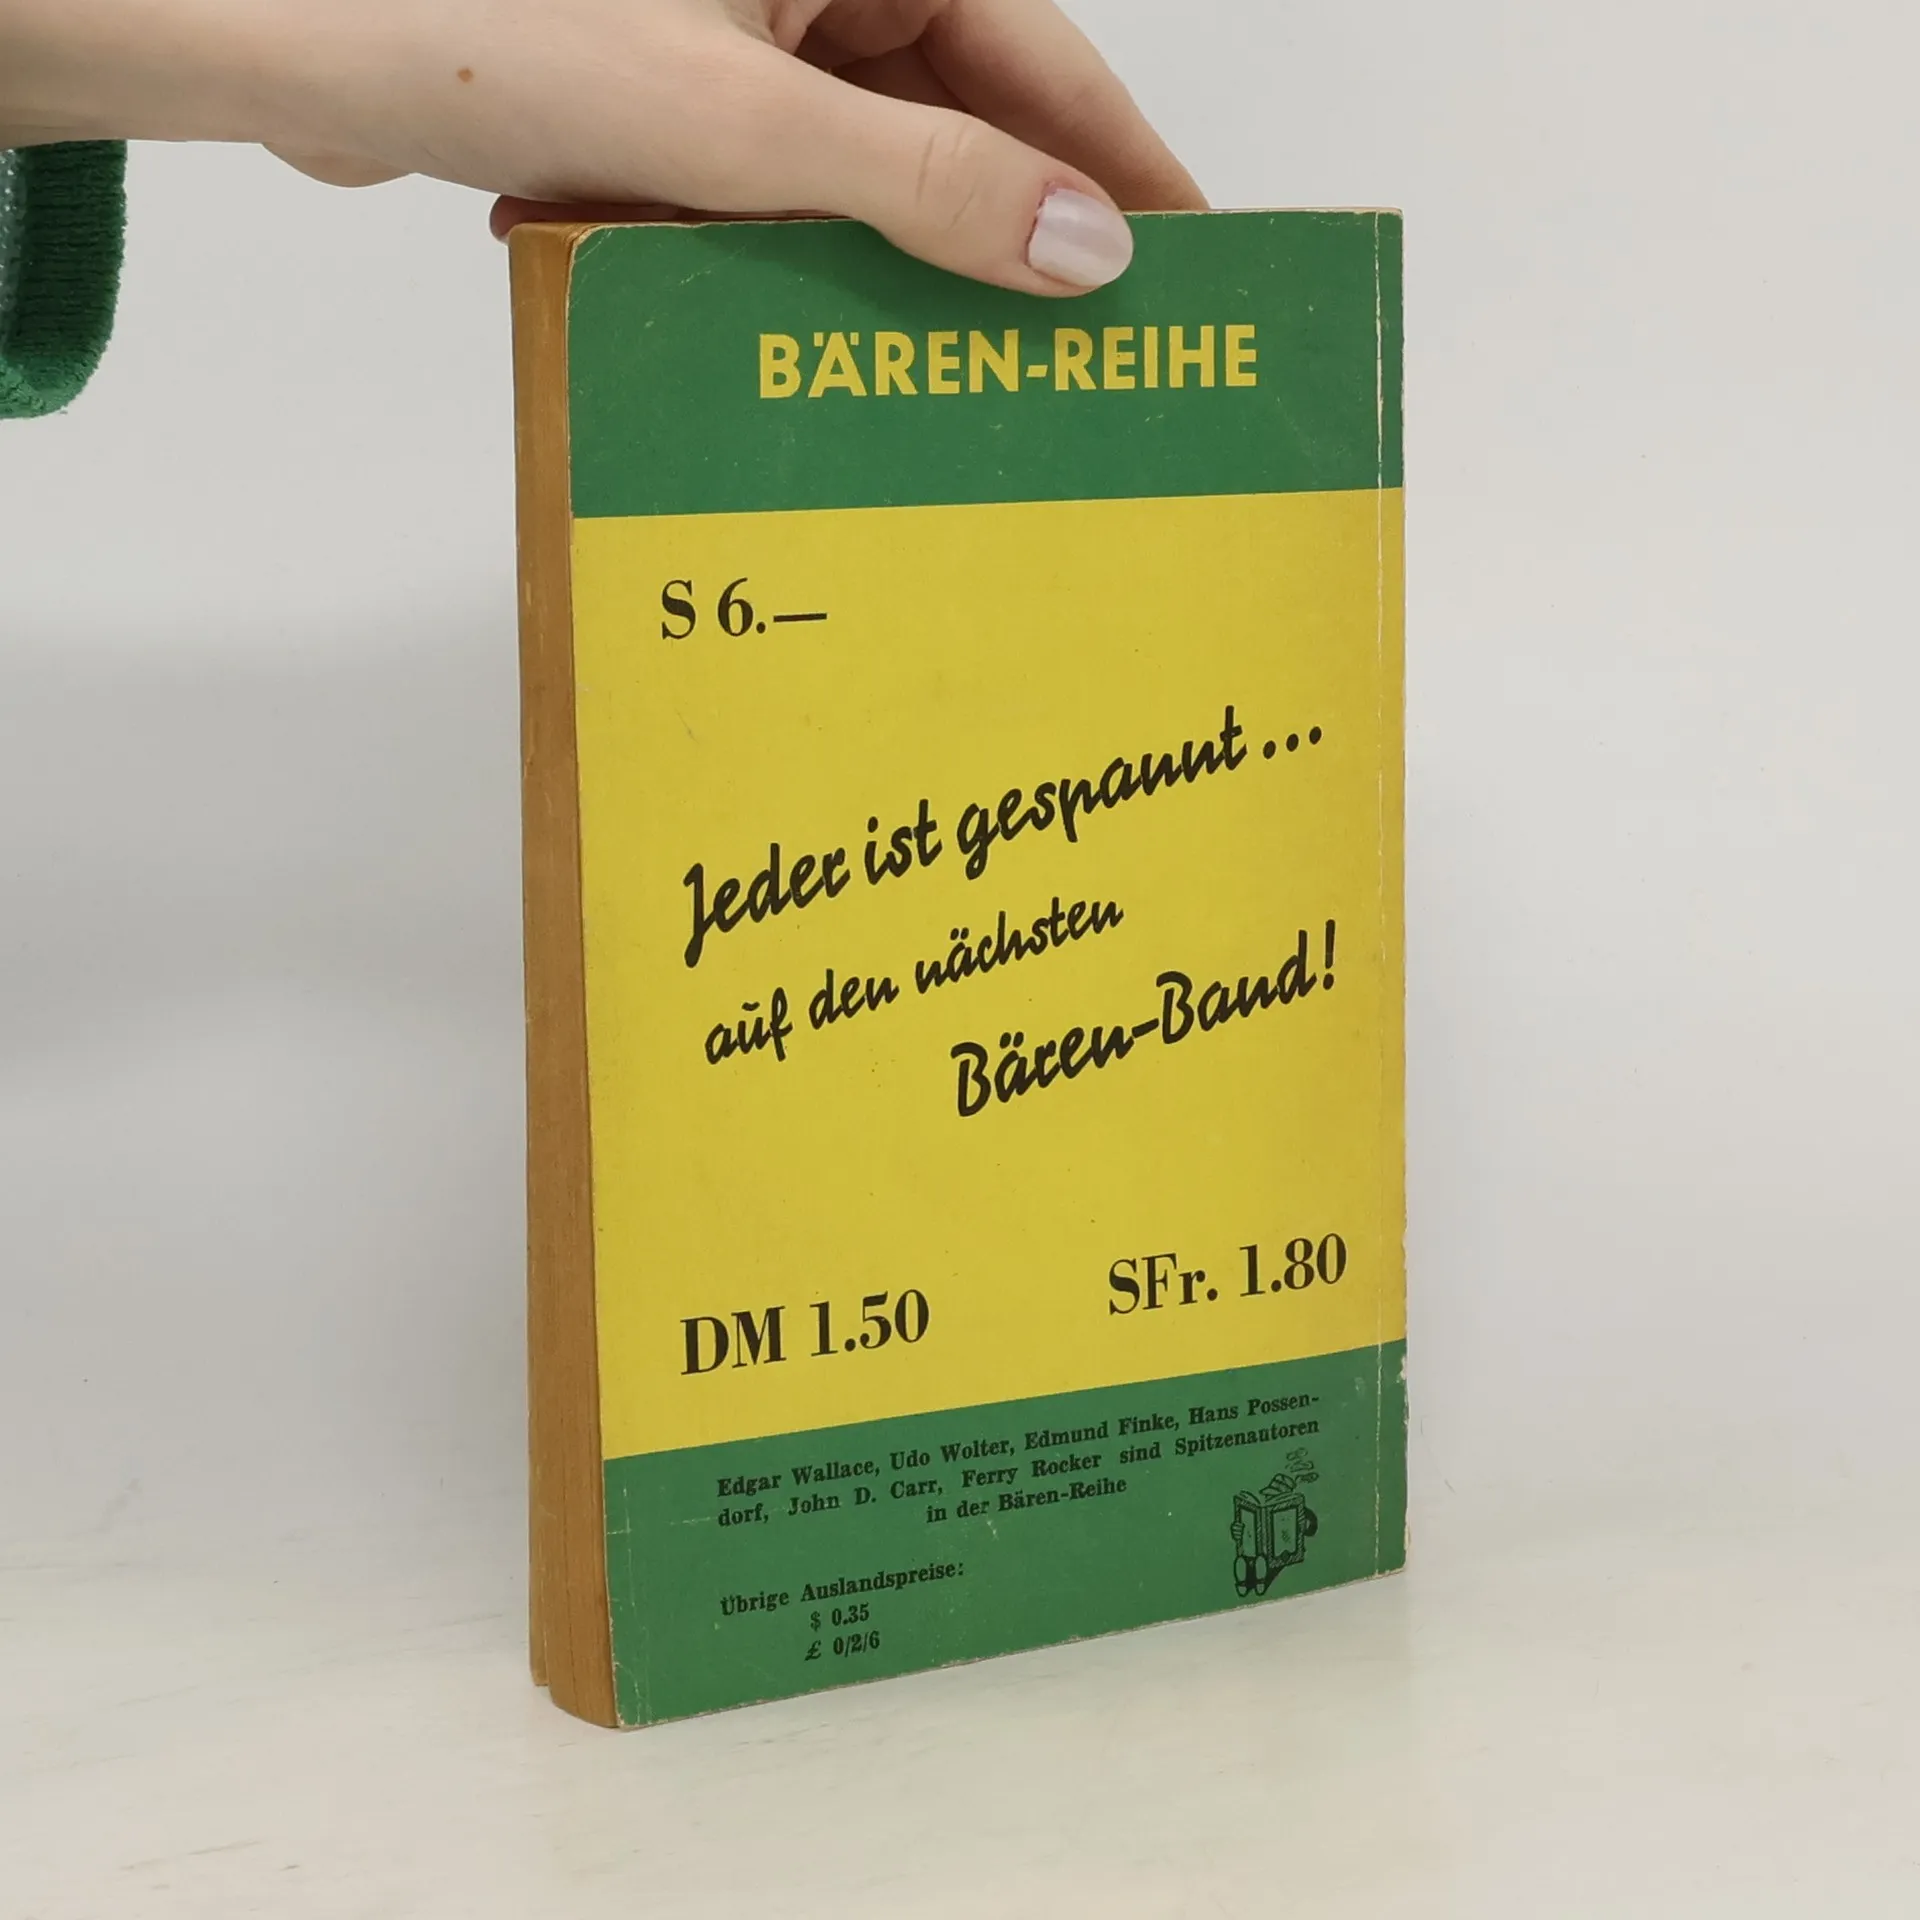 BÄREN-REIHE
S 6.—
Jeder ist gespannt...
auf den nächsten
Bären-Band!
DM 1.50
SFr. 1.80
Edgar Wallace, Udo Wolter, Edmund Finke, Hans Possen-
dorf, John D. Carr, Ferry Rocker sind Spitzenautoren
in der Bären-Reihe
Übrige Auslandspreise:
$ 0.35
£ 0/2/6